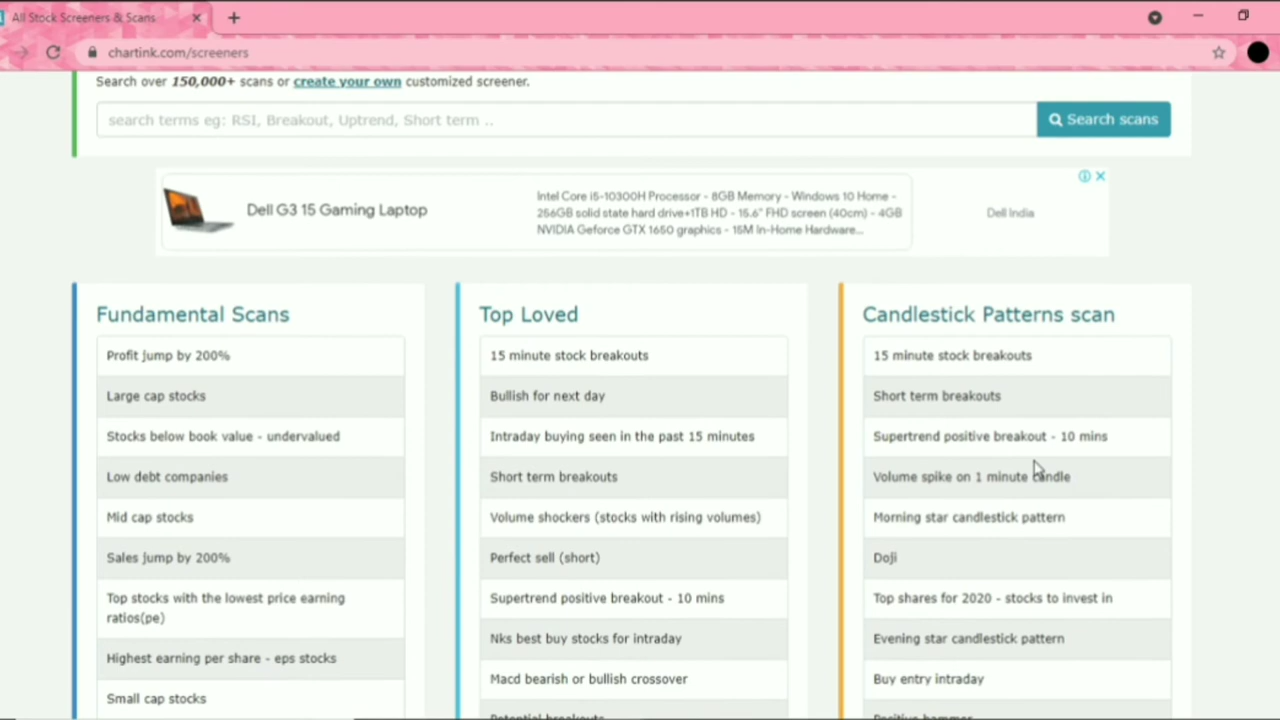 All Stock Screeners & Scans
chartink.com/screeners
Search over 150,000+ scans or create your own customized screener.
search terms eg: RSI, Breakout, Uptrend, Short term ..
Search scans
Dell G3 15 Gaming Laptop
Intel Core i5-10300H Processor - 8GB Memory - Windows 10 Home -
256GB solid state hard drive+1TB HD - 15.6" FHD screen (40cm) - 4GB
NVIDIA Geforce GTX 1650 graphics - 15M In-Home Hardware...
Dell India
Fundamental Scans
Profit jump by 200%
Large cap stocks
Stocks below book value - undervalued
Low debt companies
Mid cap stocks
Sales jump by 200%
Top stocks with the lowest price earning
ratios(pe)
Highest earning per share - eps stocks
Small cap stocks
Top Loved
15 minute stock breakouts
Bullish for next day
Intraday buying seen in the past 15 minutes
Short term breakouts
Volume shockers (stocks with rising volumes)
Perfect sell (short)
Supertrend positive breakout - 10 mins
Nks best buy stocks for intraday
Macd bearish or bullish crossover
Potential breakouts
Candlestick Patterns scan
15 minute stock breakouts
Short term breakouts
Supertrend positive breakout - 10 mins
Volume spike on 1 minute candle
Morning star candlestick pattern
Doji
Top shares for 2020 - stocks to invest in
Evening star candlestick pattern
Buy entry intraday
Positive hammer